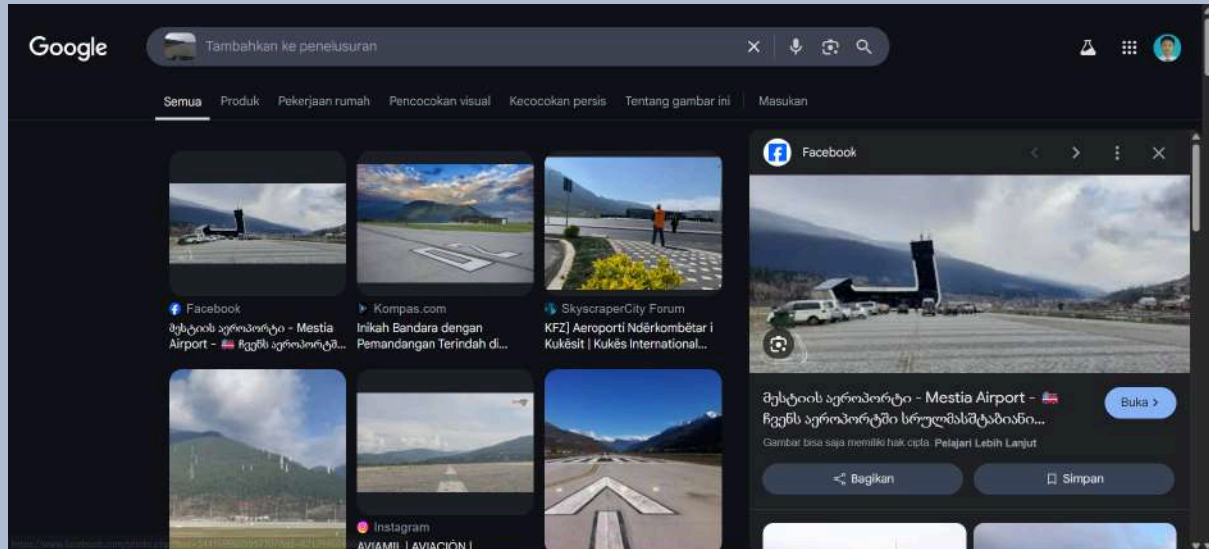 Google
Tambahkan ke penelusuran
Semua Produk Pekerjaan rumah Pencocokan visual Kecocokan persis Tentang gambar ini Masukan
Facebook
მესტიის აეროპორტი - Mestia
Airport - 🇬🇪 ჩვენს აეროპორტშ...
Kompas.com
Inikah Bandara dengan
Pemandangan Terindah di...
SkyscraperCity Forum
KFZ] Aeroporti Ndërkombëtar i
Kukësit | Kukës International...
Instagram
AVIAMIL | AVIACIÓN |
Facebook
მესტიის აეროპორტი - Mestia Airport -
ჩვენს აეროპორტში სრულმასშტაბიანი...
Buka >
Gambar bisa saja memiliki hak cipta. Pelajari Lebih Lanjut
Bagikan
Simpan